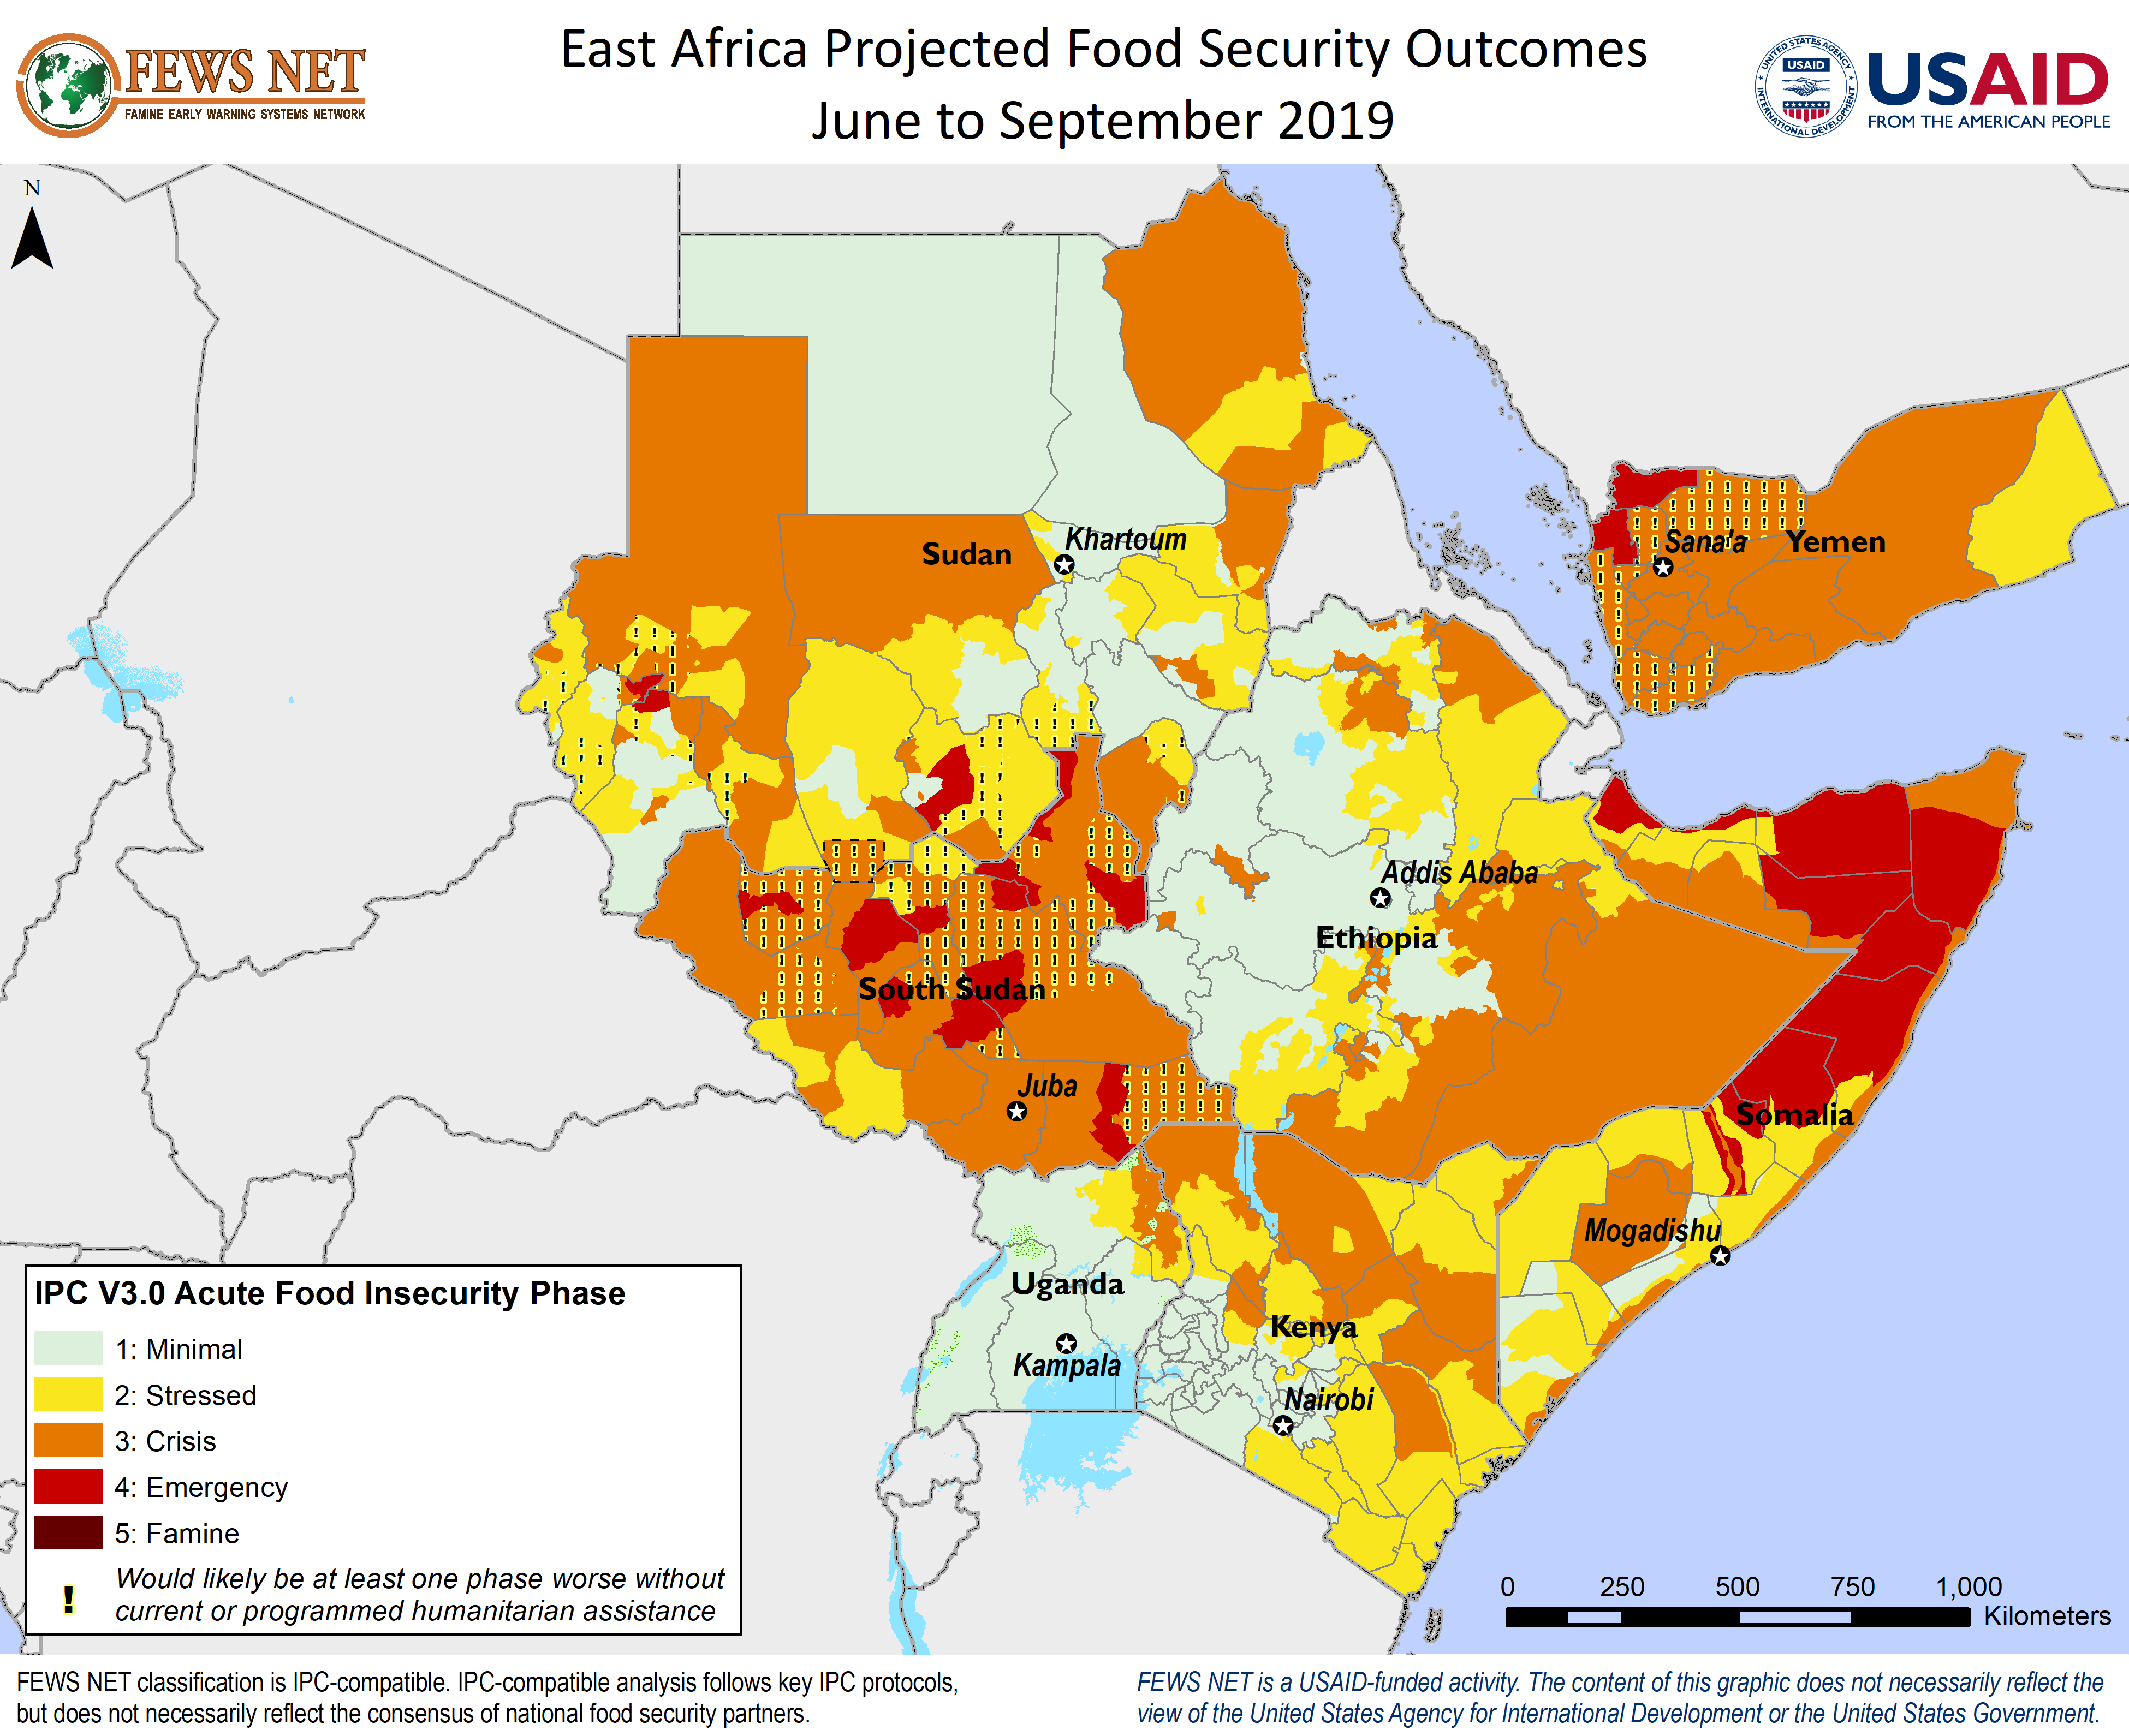 FEWS NET
FAMINE EARLY WARNING SYSTEMS NETWORK
East Africa Projected Food Security Outcomes
June to September 2019
UNITED STATES AGENCY
USAID
INTERNATIONAL DEVELOPMENT
USAID
FROM THE AMERICAN PEOPLE
N
Khartoum
Sudan
Sana'a
Yemen
Addis Ababa
Ethiopia
South Sudan
Juba
Somalia
Mogadishu
Uganda
Kenya
Kampala
Nairobi
IPC V3.0 Acute Food Insecurity Phase
1: Minimal
2: Stressed
3: Crisis
4: Emergency
5: Famine
! Would likely be at least one phase worse without
current or programmed humanitarian assistance
0 250 500 750 1,000
Kilometers
FEWS NET classification is IPC-compatible. IPC-compatible analysis follows key IPC protocols,
but does not necessarily reflect the consensus of national food security partners.
FEWS NET is a USAID-funded activity. The content of this graphic does not necessarily reflect the
view of the United States Agency for International Development or the United States Government.